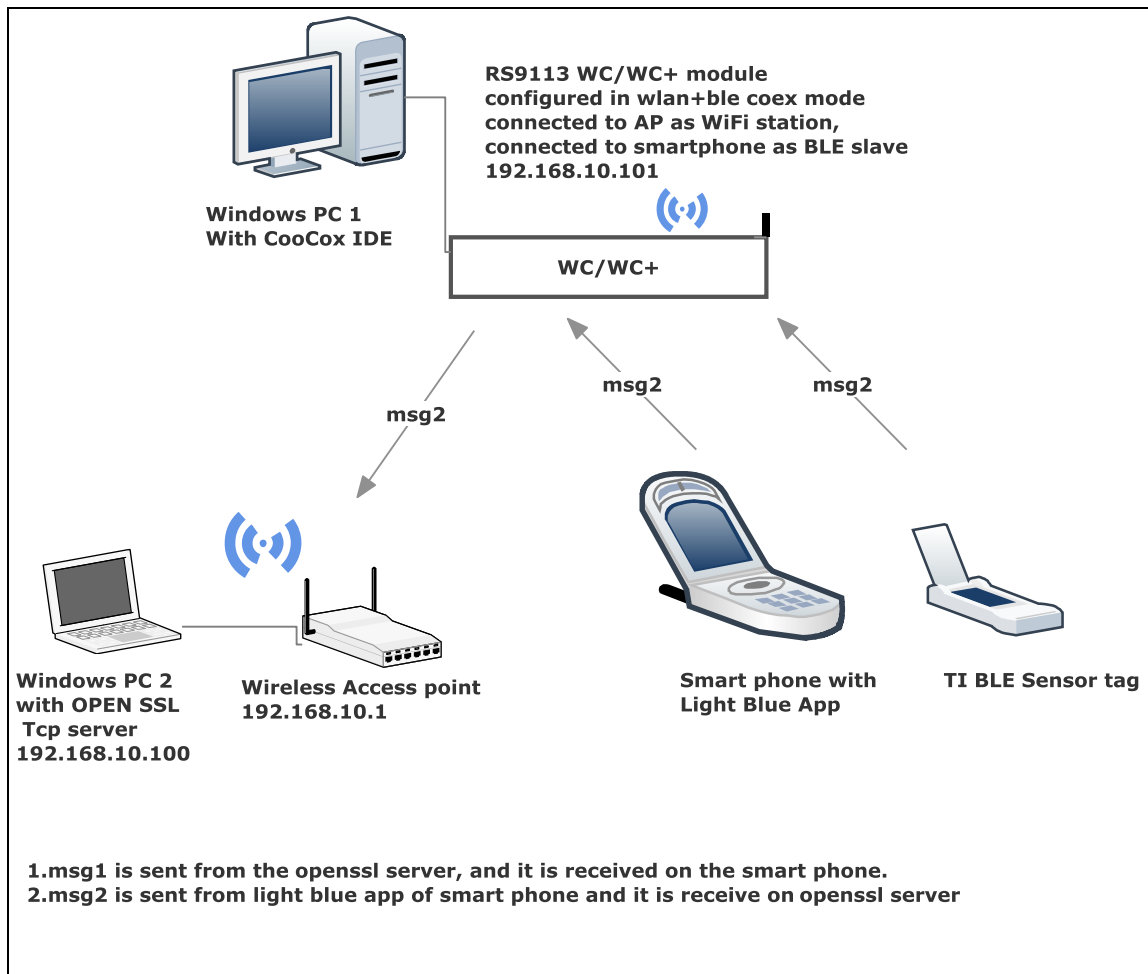 RS9113 WC/WC+ module
configured in wlan+ble coex mode
connected to AP as WiFi station,
connected to smartphone as BLE slave
192.168.10.101
Windows PC 1
With CooCox IDE
WC/WC+
msg2
msg2
msg2
Windows PC 2
with OPEN SSL
Tcp server
192.168.10.100
Wireless Access point
192.168.10.1
Smart phone with
Light Blue App
TI BLE Sensor tag
1.msg1 is sent from the openssl server, and it is received on the smart phone.
2.msg2 is sent from light blue app of smart phone and it is receive on openssl server